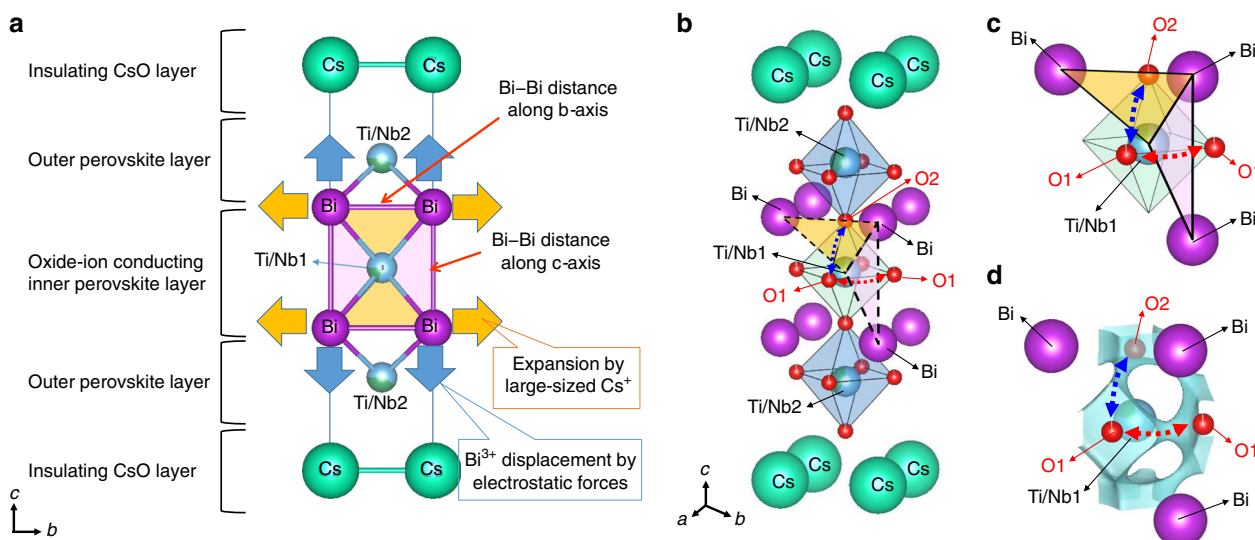 a
Insulating CsO layer
Outer perovskite layer
Oxide-ion conducting
inner perovskite layer
Outer perovskite layer
Insulating CsO layer
c
b
Cs
Cs
Ti/Nb2
Bi
Bi
Ti/Nb1
Bi
Bi
Ti/Nb2
Cs
Cs
Bi–Bi distance
along b-axis
Bi–Bi distance
along c-axis
Expansion by
large-sized Cs+
Bi3+ displacement by
electrostatic forces
b
Cs
Cs
Cs
Cs
Ti/Nb2
O2
Bi
Bi
Ti/Nb1
O1
O1
Bi
Ti/Nb2
Cs
Cs
Cs
Cs
c
a
b
c
Bi
O2
Bi
O1
O1
Ti/Nb1
Bi
d
O2
Bi
Bi
O1
O1
Ti/Nb1
Bi